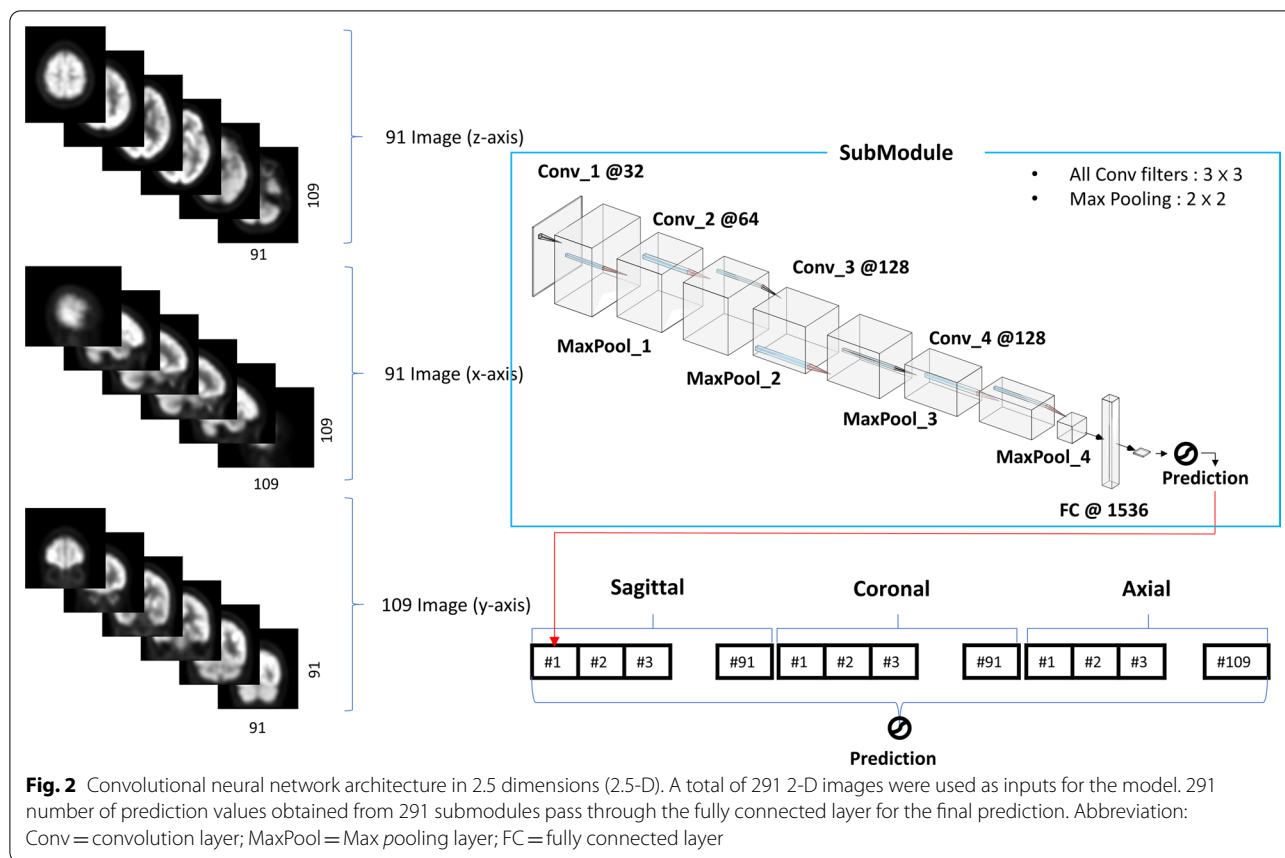 91 Image (z-axis)
109
91
91 Image (x-axis)
109
109
109 Image (y-axis)
91
91
SubModule
• All Conv filters : 3 x 3
• Max Pooling : 2 x 2
Conv_1 @32
Conv_2 @64
Conv_3 @128
Conv_4 @128
MaxPool_1
MaxPool_2
MaxPool_3
MaxPool_4
FC @ 1536
Prediction
Sagittal
Coronal
Axial
#1 #2 #3 #91 #1 #2 #3 #91 #1 #2 #3 #109
Prediction
Fig. 2 Convolutional neural network architecture in 2.5 dimensions (2.5-D). A total of 291 2-D images were used as inputs for the model. 291
number of prediction values obtained from 291 submodules pass through the fully connected layer for the final prediction. Abbreviation:
Conv = convolution layer; MaxPool = Max pooling layer; FC = fully connected layer